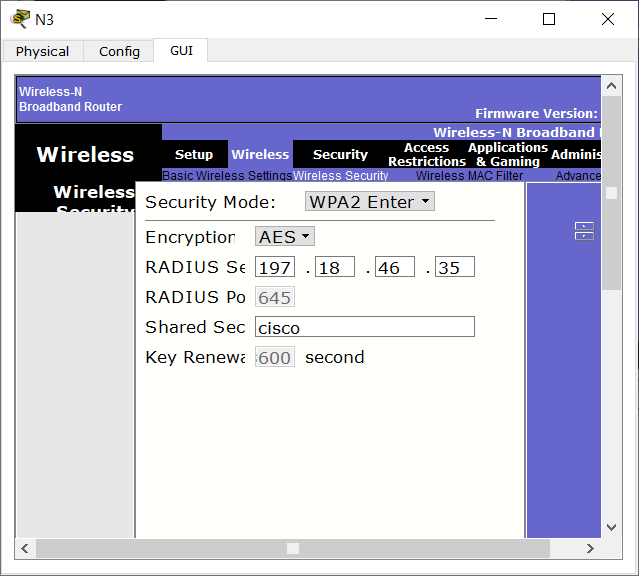 N3
Physical Config GUI
Wireless-N
Broadband Router
Firmware Version:
Wireless-N Broadband
Wireless
Setup Wireless Security Access Restrictions Applications & Gaming Adminis
Basic Wireless Settings Wireless Security Wireless MAC Filter Advance
Wireless
Security
Security Mode: WPA2 Enter
Encryption AES
RADIUS Se 197 . 18 . 46 . 35
RADIUS Po 645
Shared Sec cisco
Key Renewa 600 second